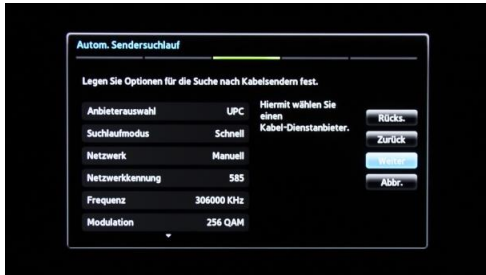 Autom. Sendersuchlauf
Legen Sie Optionen für die Suche nach Kabelsendern fest.
Anbieterauswahl UPC
Suchlaufmodus Schnell
Netzwerk Manuell
Netzwerkkennung 585
Frequenz 306000 KHz
Modulation 256 QAM
Hiermit wählen Sie
einen
Kabel-Dienstanbieter.
Rücks.
Zurück
Weiter
Abbr.